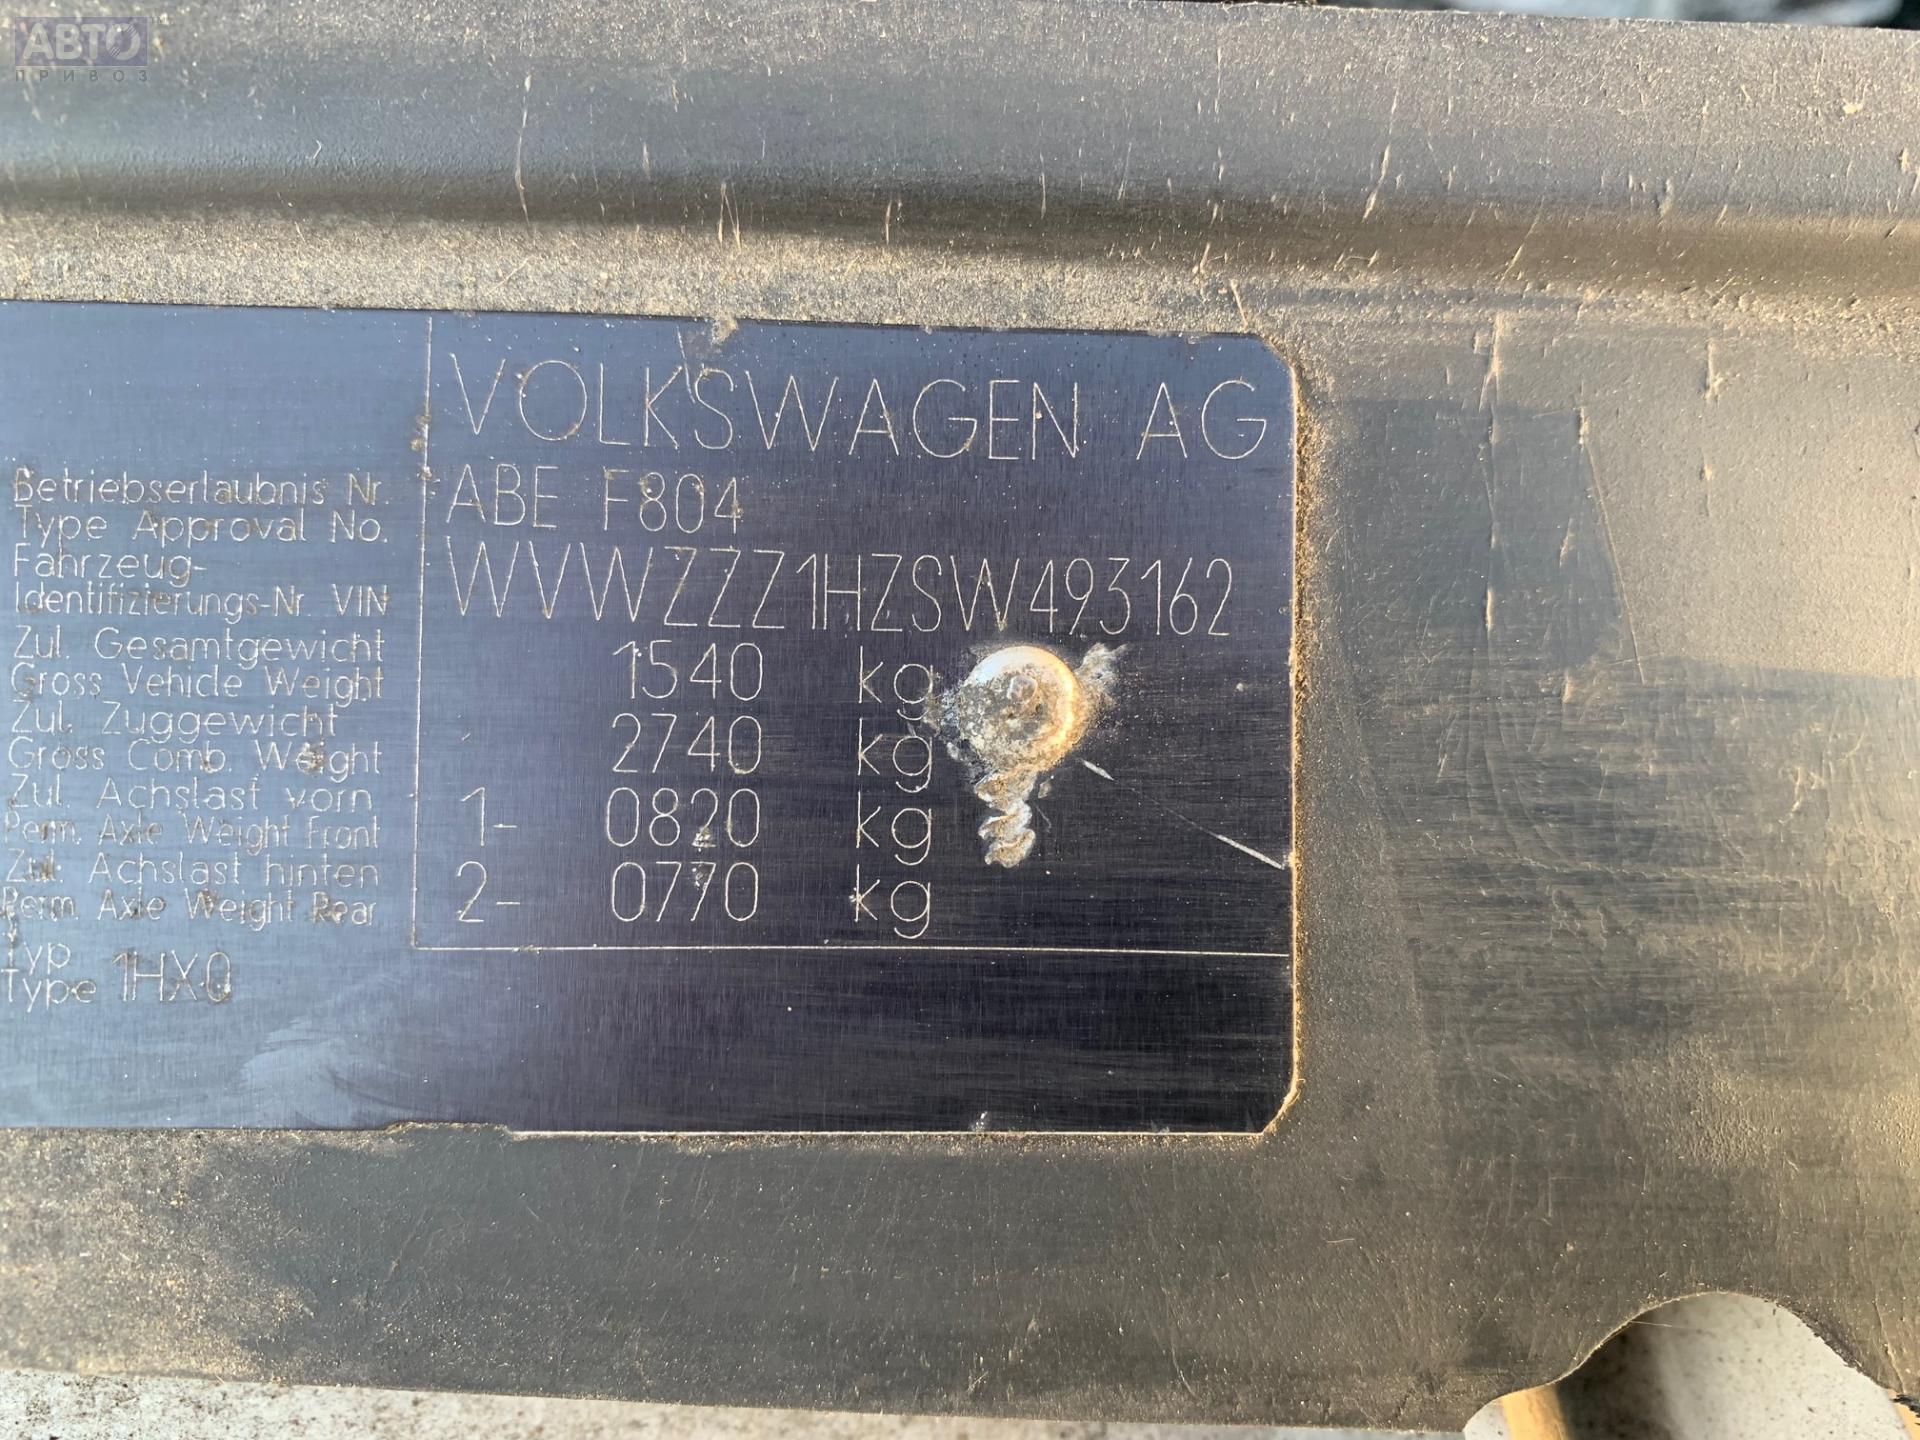 АВТО
ПРИВОЗ
VOLKSWAGEN AG
Betriebserlaubnis Nr.
Type Approval No.
ABE F804
Fahrzeug-
Identifizierungs-Nr. VIN
WVWZZZ1HZSW493162
Zul. Gesamtgewicht
Gross Vehicle Weight
1540 kg
Zul. Zuggewicht
Gross Comb. Weight
2740 kg
Zul. Achslast vorn
Perm. Axle Weight Front
1- 0820 kg
Zul. Achslast hinten
Perm. Axle Weight Rear
2- 0770 kg
Typ
Type 1HX0